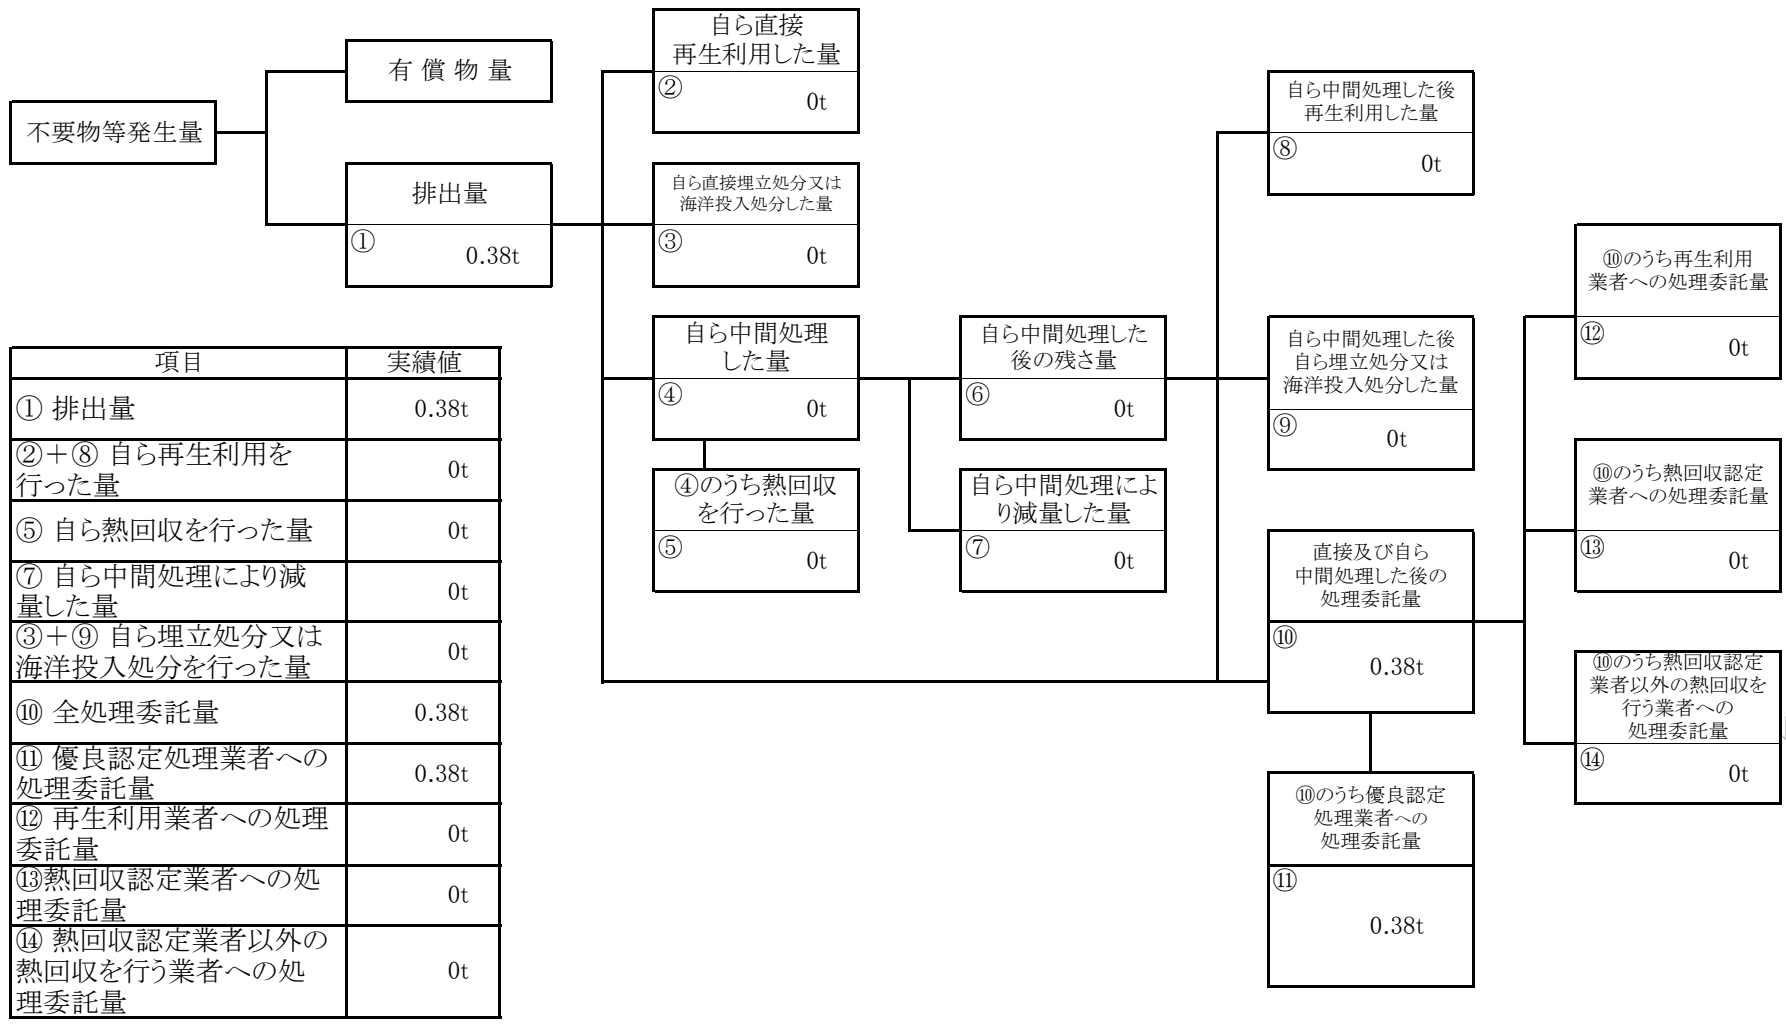 不要物等発生量
有償物量
排出量
①
0.38t
自ら直接
再生利用した量
②
0t
自ら直接埋立処分又は
海洋投入処分した量
③
0t
自ら中間処理
した量
④
0t
④のうち熱回収
を行った量
⑤
0t
自ら中間処理した
後の残さ量
⑥
0t
自ら中間処理によ
り減量した量
⑦
0t
自ら中間処理した後
再生利用した量
⑧
0t
自ら中間処理した後
自ら埋立処分又は
海洋投入処分した量
⑨
0t
直接及び自ら
中間処理した後の
処理委託量
⑩
0.38t
⑩のうち優良認定
処理業者への
処理委託量
⑪
0.38t
⑩のうち再生利用
業者への処理委託量
⑫
0t
⑩のうち熱回収認定
業者への処理委託量
⑬
0t
⑩のうち熱回収認定
業者以外の熱回収を
行う業者への
処理委託量
⑭
0t
項目 実績値
① 排出量 0.38t
②＋⑧ 自ら再生利用を
行った量 0t
⑤ 自ら熱回収を行った量 0t
⑦ 自ら中間処理により減
量した量 0t
③＋⑨ 自ら埋立処分又は
海洋投入処分を行った量 0t
⑩ 全処理委託量 0.38t
⑪ 優良認定処理業者への
処理委託量 0.38t
⑫ 再生利用業者への処理
委託量 0t
⑬熱回収認定業者への処
理委託量 0t
⑭ 熱回収認定業者以外の
熱回収を行う業者への処
理委託量 0t